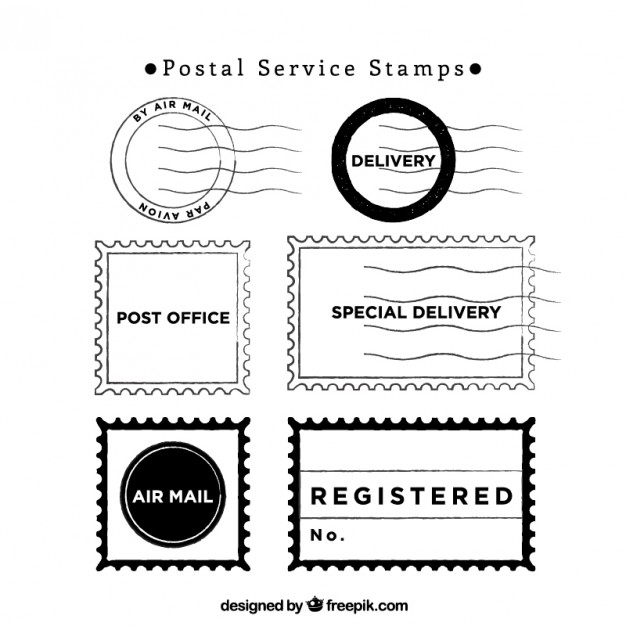 Postal Service Stamps
BY AIR MAIL
PAR AVION
DELIVERY
POST OFFICE
SPECIAL DELIVERY
AIR MAIL
REGISTERED
No.
designed by freepik.com